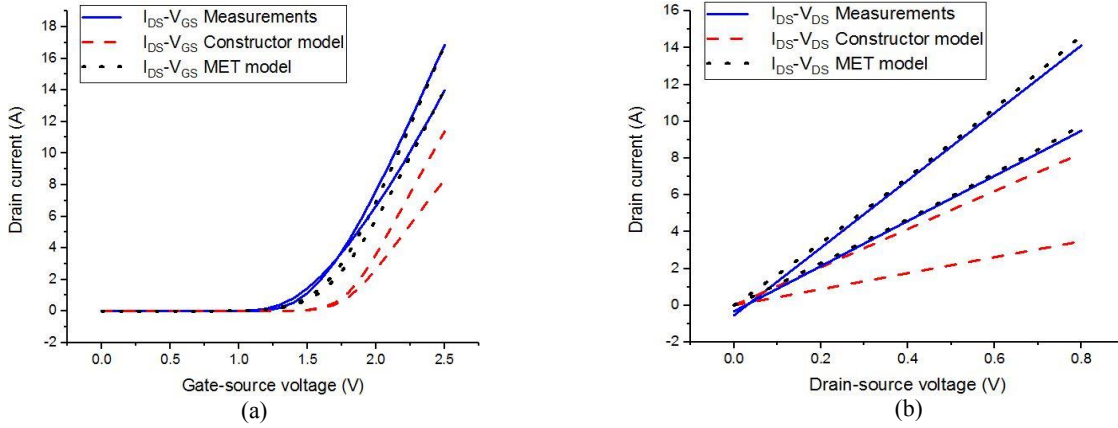 I_DS-V_GS Measurements
I_DS-V_GS Constructor model
I_DS-V_GS MET model
18
16
14
12
10
8
6
4
2
0
-2
Drain current (A)
0.0 0.5 1.0 1.5 2.0 2.5
Gate-source voltage (V)
(a)
I_DS-V_DS Measurements
I_DS-V_DS Constructor model
I_DS-V_DS MET model
16
14
12
10
8
6
4
2
0
-2
Drain current (A)
0.0 0.2 0.4 0.6 0.8
Drain-source voltage (V)
(b)